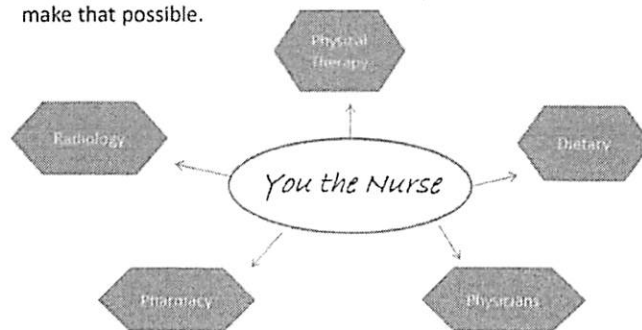 make that possible.
Physical
Therapy
Radiology
Dietary
You the Nurse
Pharmacy
Physicians